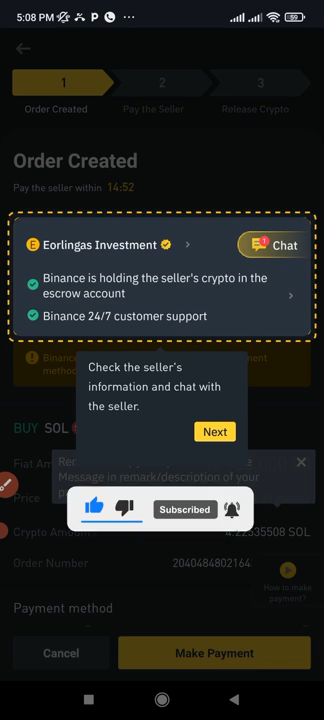 5:08 PM
59
1
2
3
Order Created
Pay the Seller
Release Crypto
Order Created
Pay the seller within 14:52
E Eorlingas Investment
1 Chat
Binance is holding the seller's crypto in the
escrow account
Binance 24/7 customer support
Check the seller's
information and chat with
the seller.
Next
BUY SOL
Message in remark/description of your
Subscribed
Price
Crypto Amount
4.22535508 SOL
Order Number
2040484802164
How to make
payment?
Payment method
Cancel
Make Payment